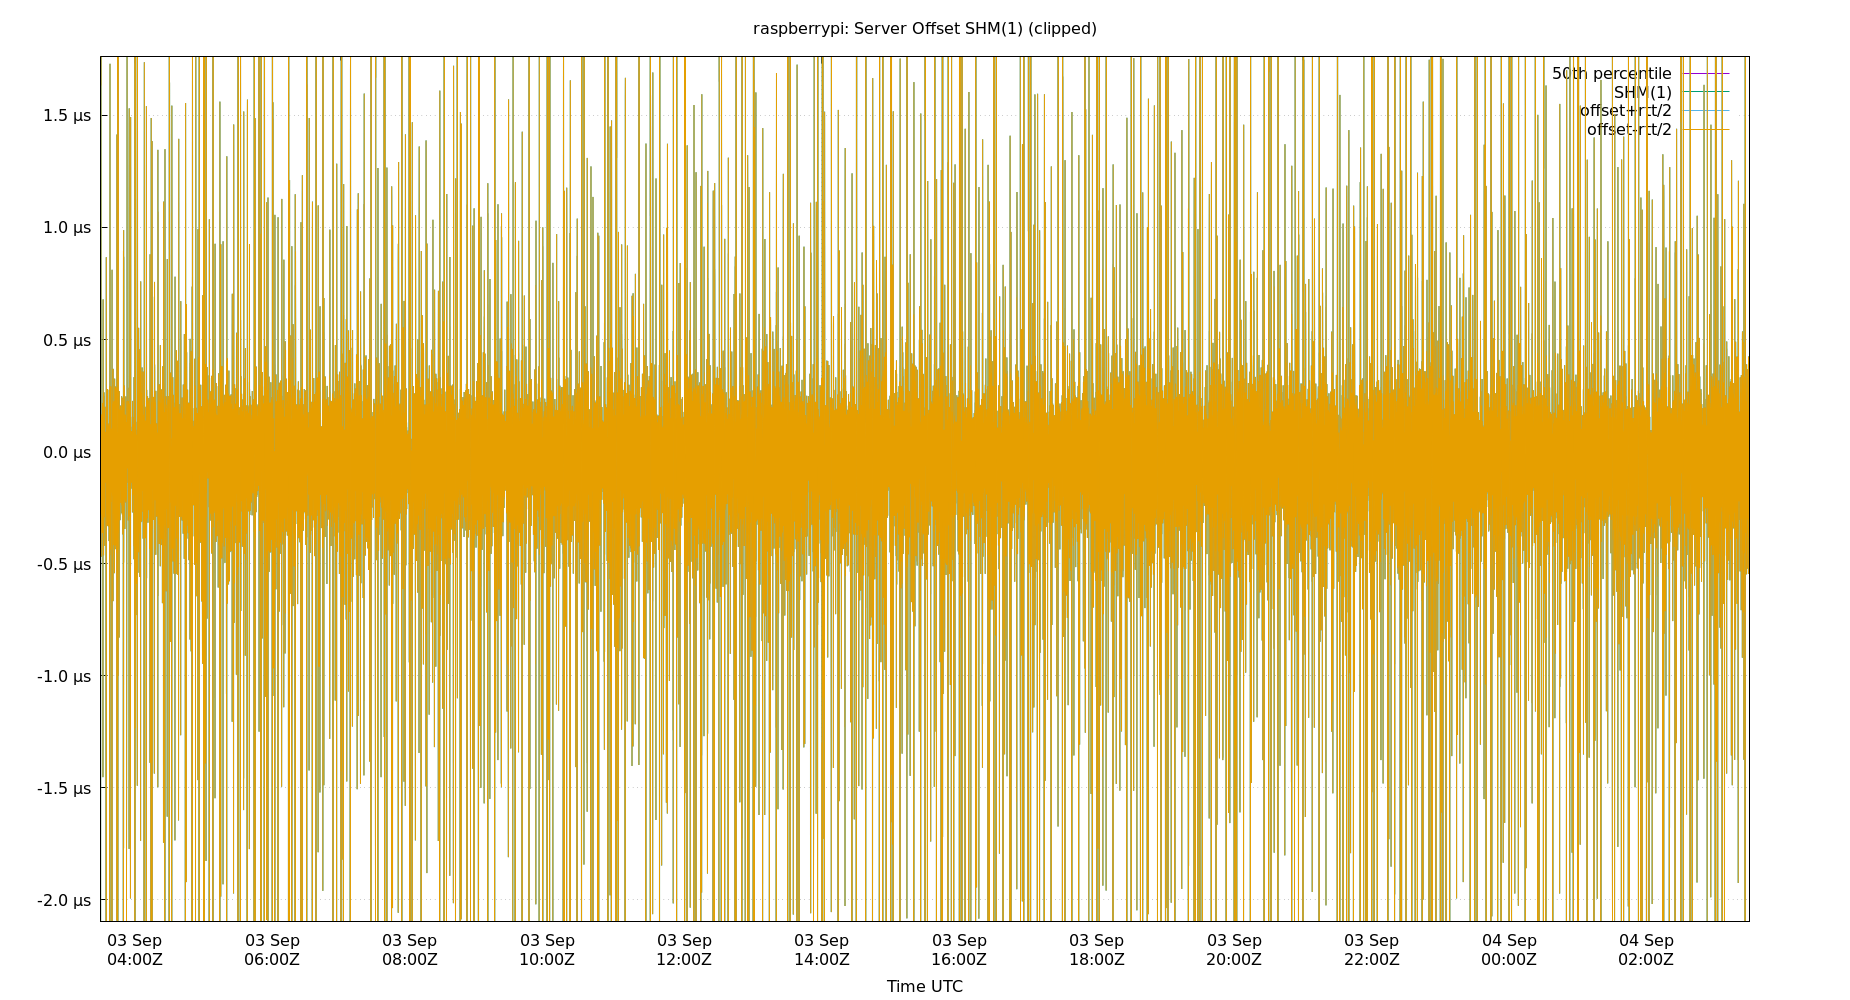 raspberrypi: Server Offset SHM(1) (clipped)
50th percentile
SHM(1)
offset+rtt/2
offset-rtt/2
1.5 µs
1.0 µs
0.5 µs
0.0 µs
-0.5 µs
-1.0 µs
-1.5 µs
-2.0 µs
03 Sep 03 Sep 03 Sep 03 Sep 03 Sep 03 Sep 03 Sep 03 Sep 03 Sep 03 Sep 04 Sep 04 Sep
04:00Z 06:00Z 08:00Z 10:00Z 12:00Z 14:00Z 16:00Z 18:00Z 20:00Z 22:00Z 00:00Z 02:00Z
Time UTC